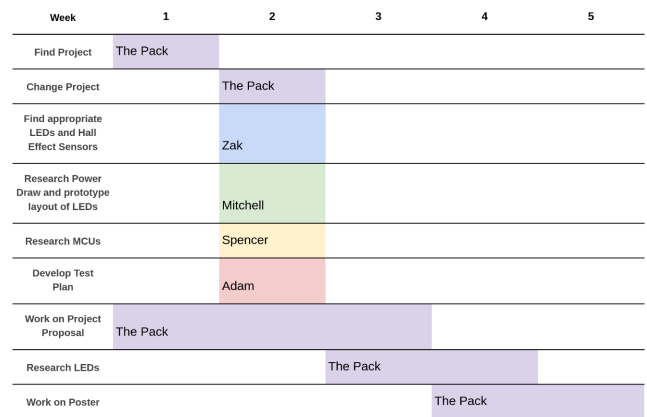 Week 1 2 3 4 5
Find Project The Pack
Change Project The Pack
Find appropriate
LEDs and Hall
Effect Sensors Zak
Research Power
Draw and prototype
layout of LEDs Mitchell
Research MCUs Spencer
Develop Test
Plan Adam
Work on Project
Proposal The Pack
Research LEDs The Pack
Work on Poster The Pack